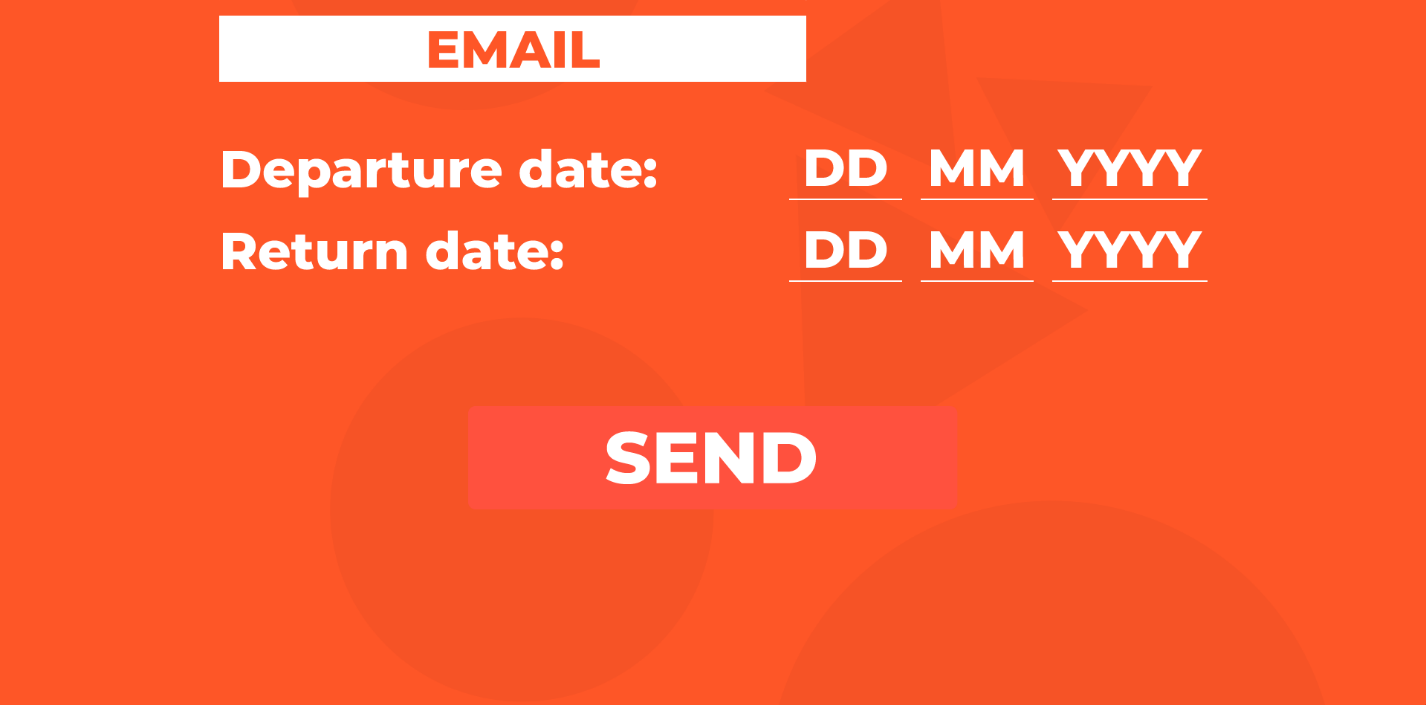 EMAIL
Departure date: DD MM YYYY
Return date: DD MM YYYY
SEND